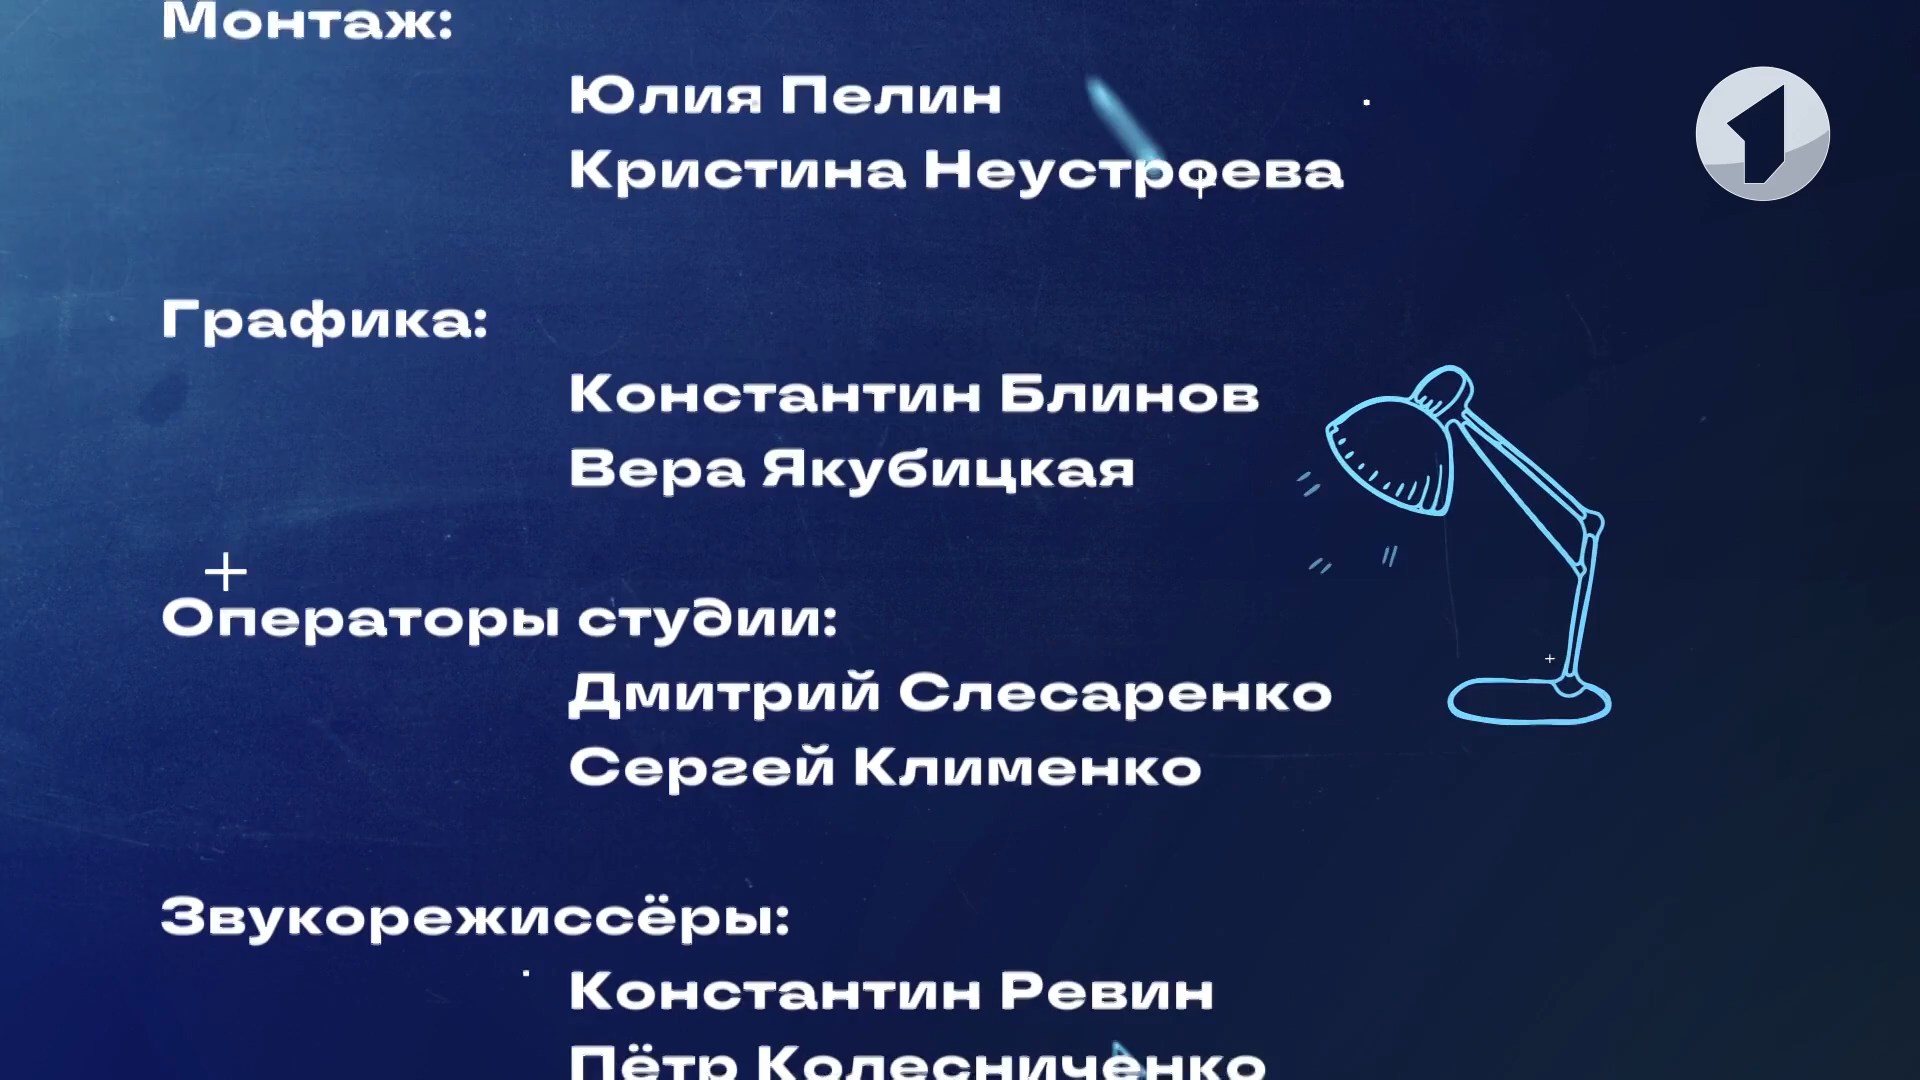 Монтаж:
Юлия Пелин
Кристина Неустроева
Графика:
Константин Блинов
Вера Якубицкая
Операторы студии:
Дмитрий Слесаренко
Сергей Клименко
Звукорежиссёры:
Константин Ревин
Пётр Колесниченко